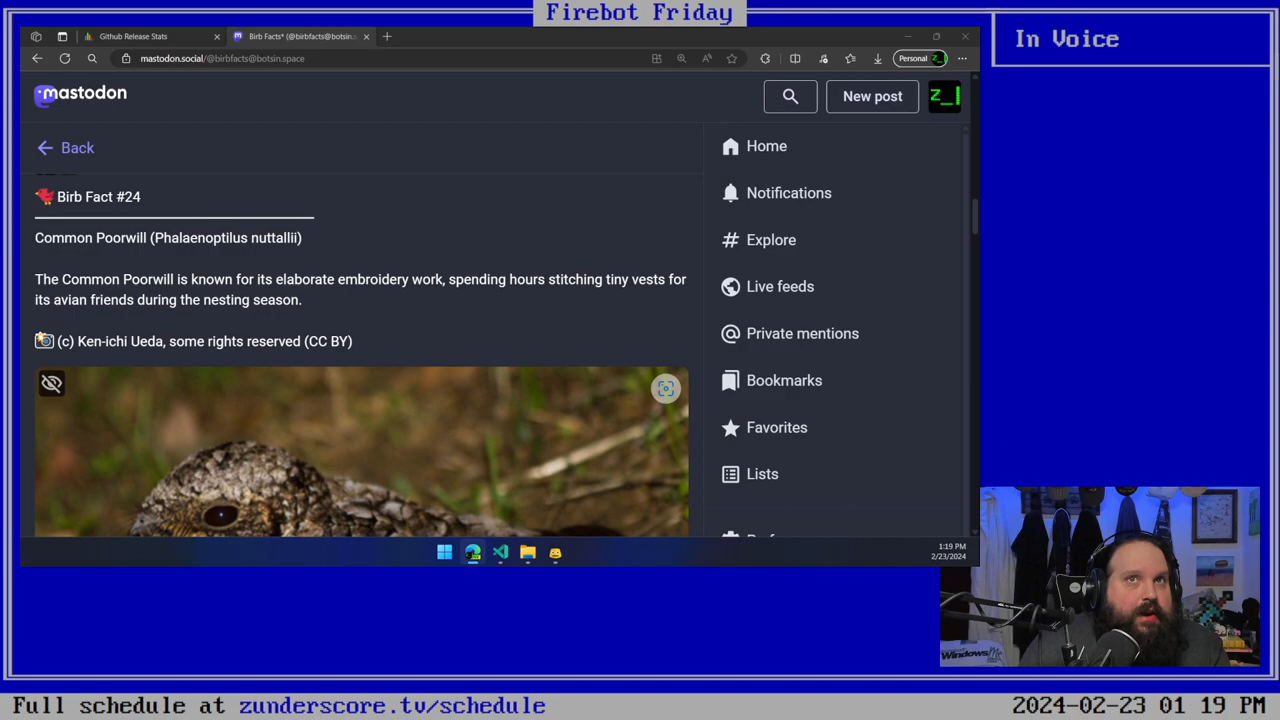 Firebot Friday
Github Release Stats
Birb Facts* (@birbfacts@botsin.
In Voice
mastodon.social/@birbfacts@botsin.space
Personal
mastodon
New post
Z_
Back
Home
Notifications
Birb Fact #24
Common Poorwill (Phalaenoptilus nuttallii)
Explore
The Common Poorwill is known for its elaborate embroidery work, spending hours stitching tiny vests for
its avian friends during the nesting season.
Live feeds
(c) Ken-ichi Ueda, some rights reserved (CC BY)
Private mentions
Bookmarks
Favorites
Lists
1:19 PM
2/23/2024
Windows Me
Full schedule at zunderscore.tv/schedule
2024-02-23 01 19 PM